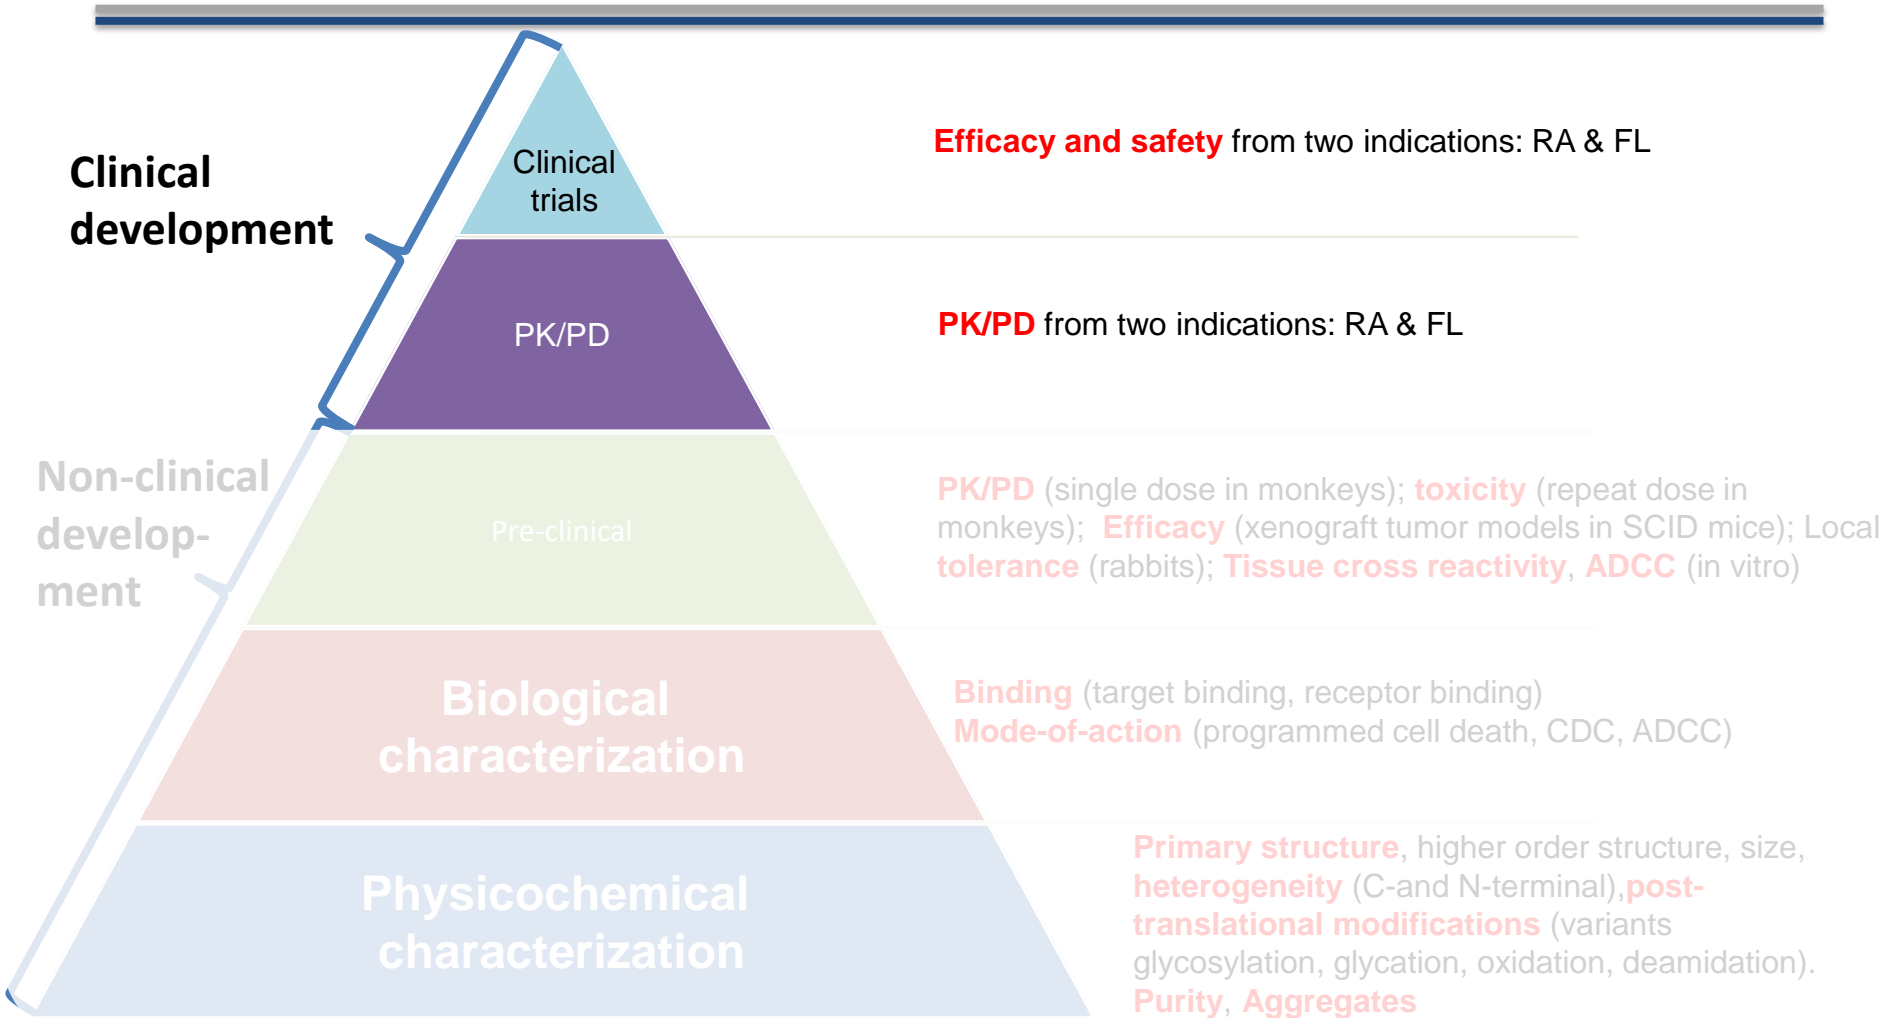 Clinical
development
Clinical
trials
Efficacy and safety from two indications: RA & FL
PK/PD
PK/PD from two indications: RA & FL
Non-clinical
develop-
ment
Pre-clinical
PK/PD (single dose in monkeys); toxicity (repeat dose in
monkeys); Efficacy (xenograft tumor models in SCID mice); Local
tolerance (rabbits); Tissue cross reactivity, ADCC (in vitro)
Biological
characterization
Binding (target binding, receptor binding)
Mode-of-action (programmed cell death, CDC, ADCC)
Physicochemical
characterization
Primary structure, higher order structure, size,
heterogeneity (C-and N-terminal),post-
translational modifications (variants
glycosylation, glycation, oxidation, deamidation).
Purity, Aggregates